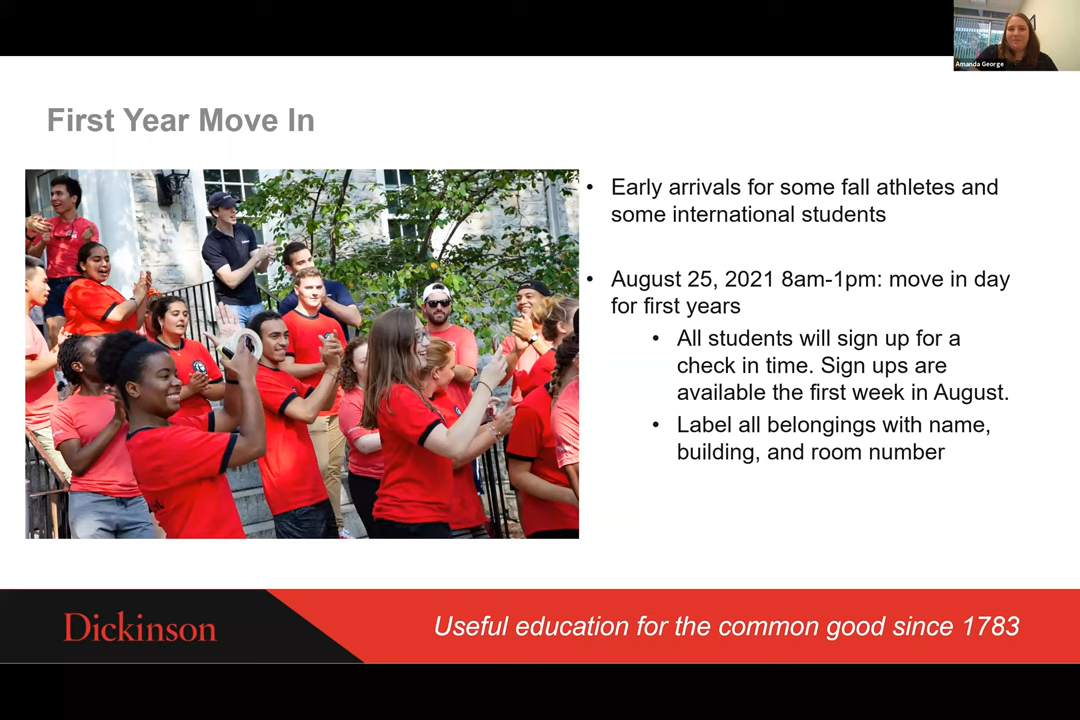 Amanda George
First Year Move In
• Early arrivals for some fall athletes and
some international students
• August 25, 2021 8am-1pm: move in day
for first years
• All students will sign up for a
check in time. Sign ups are
available the first week in August.
• Label all belongings with name,
building, and room number
Dickinson
Useful education for the common good since 1783